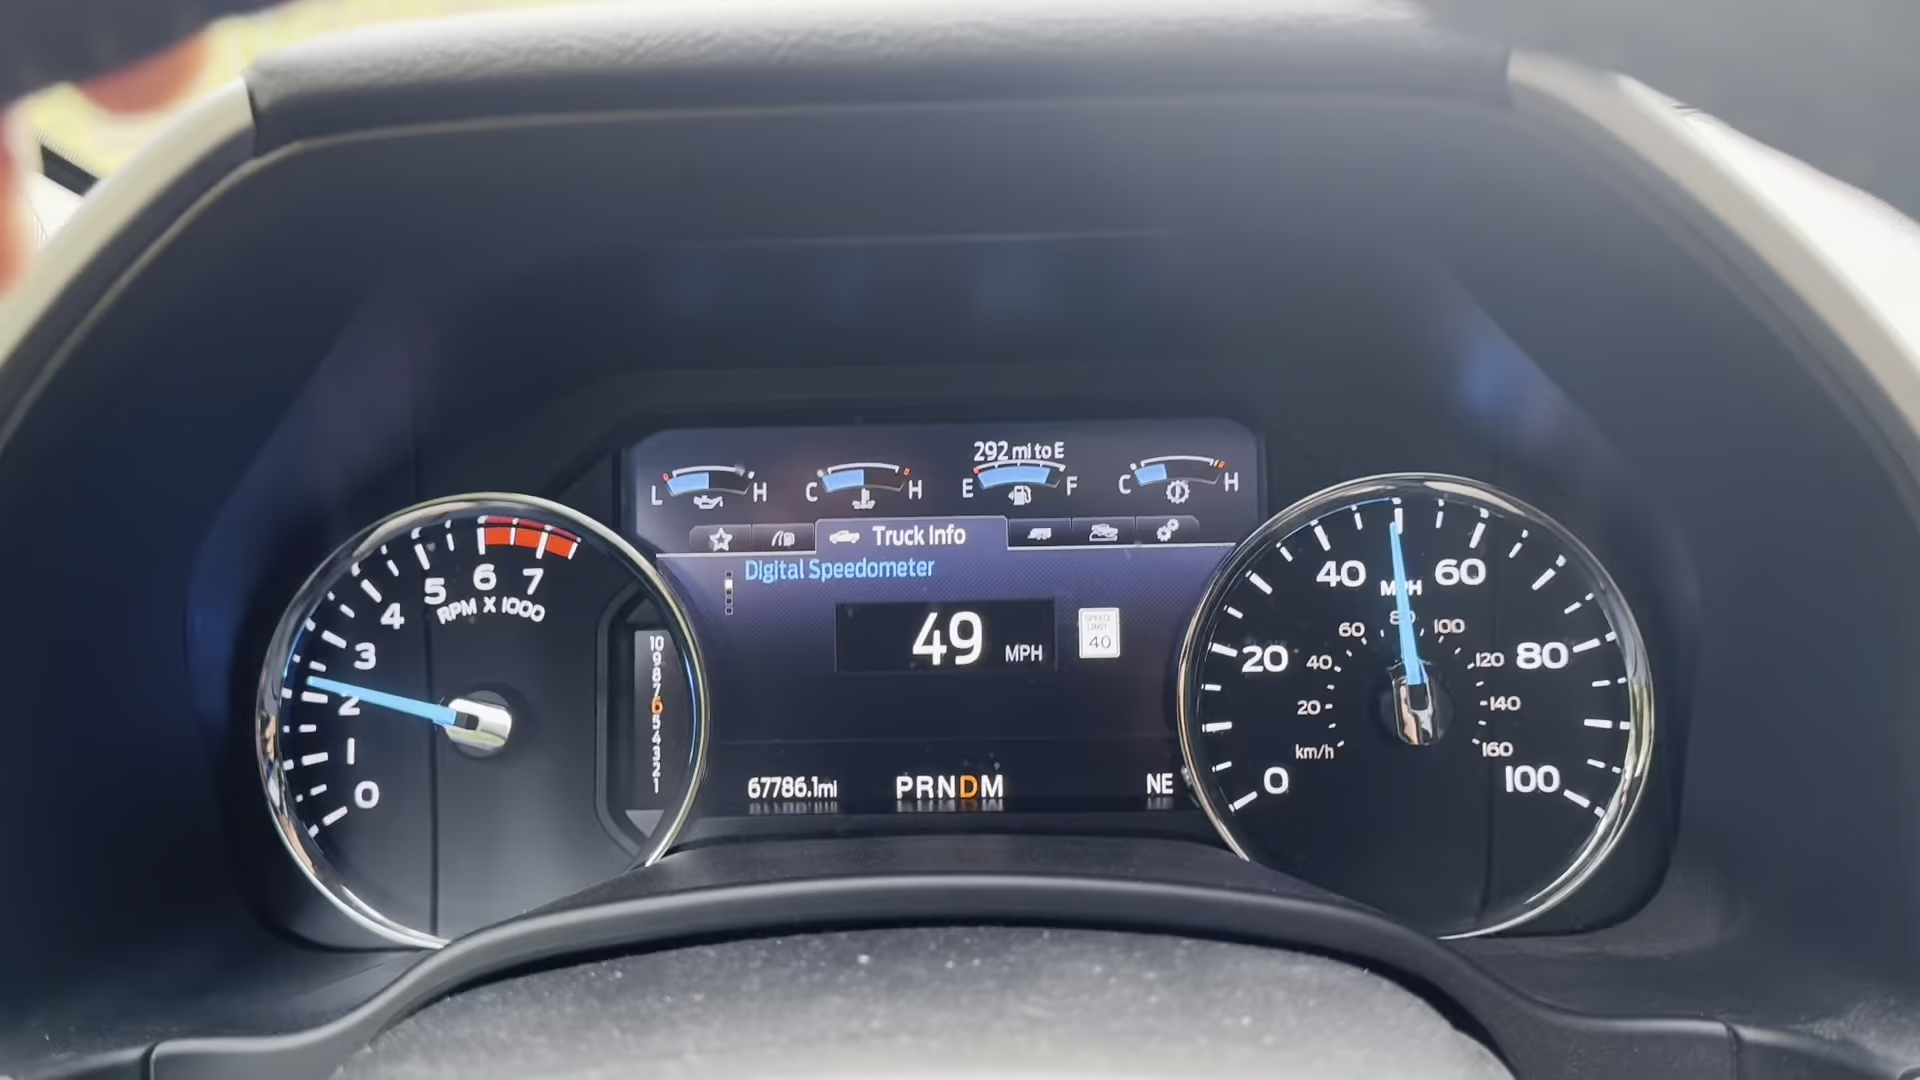 292 mi to E
L H
C H
E F
C H
Truck Info
Digital Speedometer
49 MPH
SPEED
LIMIT
40
67786.1mi
PRNDM
NE
0
1
2
3
4
5
6
7
RPM X 1000
10
9
8
7
6
5
4
3
2
1
0
20
40
60
80
100
MPH
km/h
20
40
60
80
100
120
140
160